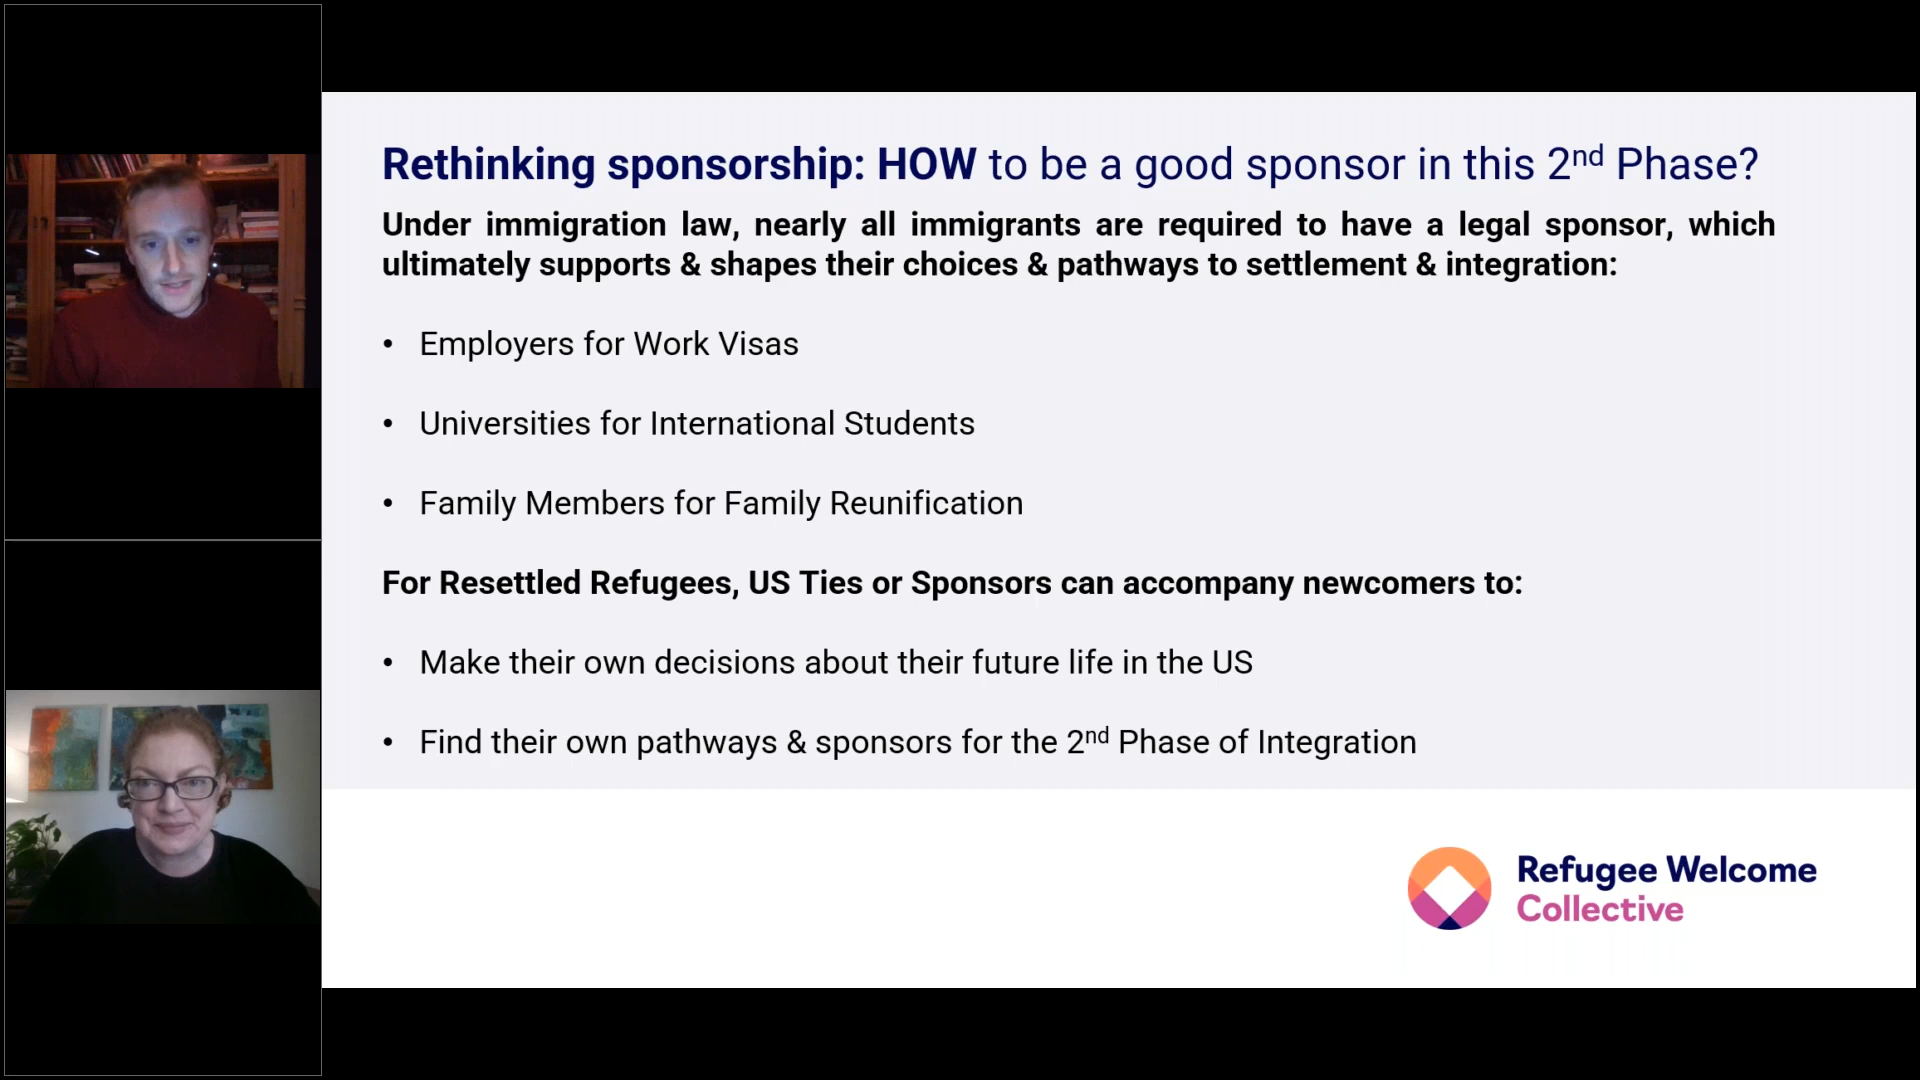 Rethinking sponsorship: HOW to be a good sponsor in this 2nd Phase?
Under immigration law, nearly all immigrants are required to have a legal sponsor, which
ultimately supports & shapes their choices & pathways to settlement & integration:
• Employers for Work Visas
• Universities for International Students
• Family Members for Family Reunification
For Resettled Refugees, US Ties or Sponsors can accompany newcomers to:
• Make their own decisions about their future life in the US
• Find their own pathways & sponsors for the 2nd Phase of Integration
Refugee Welcome
Collective